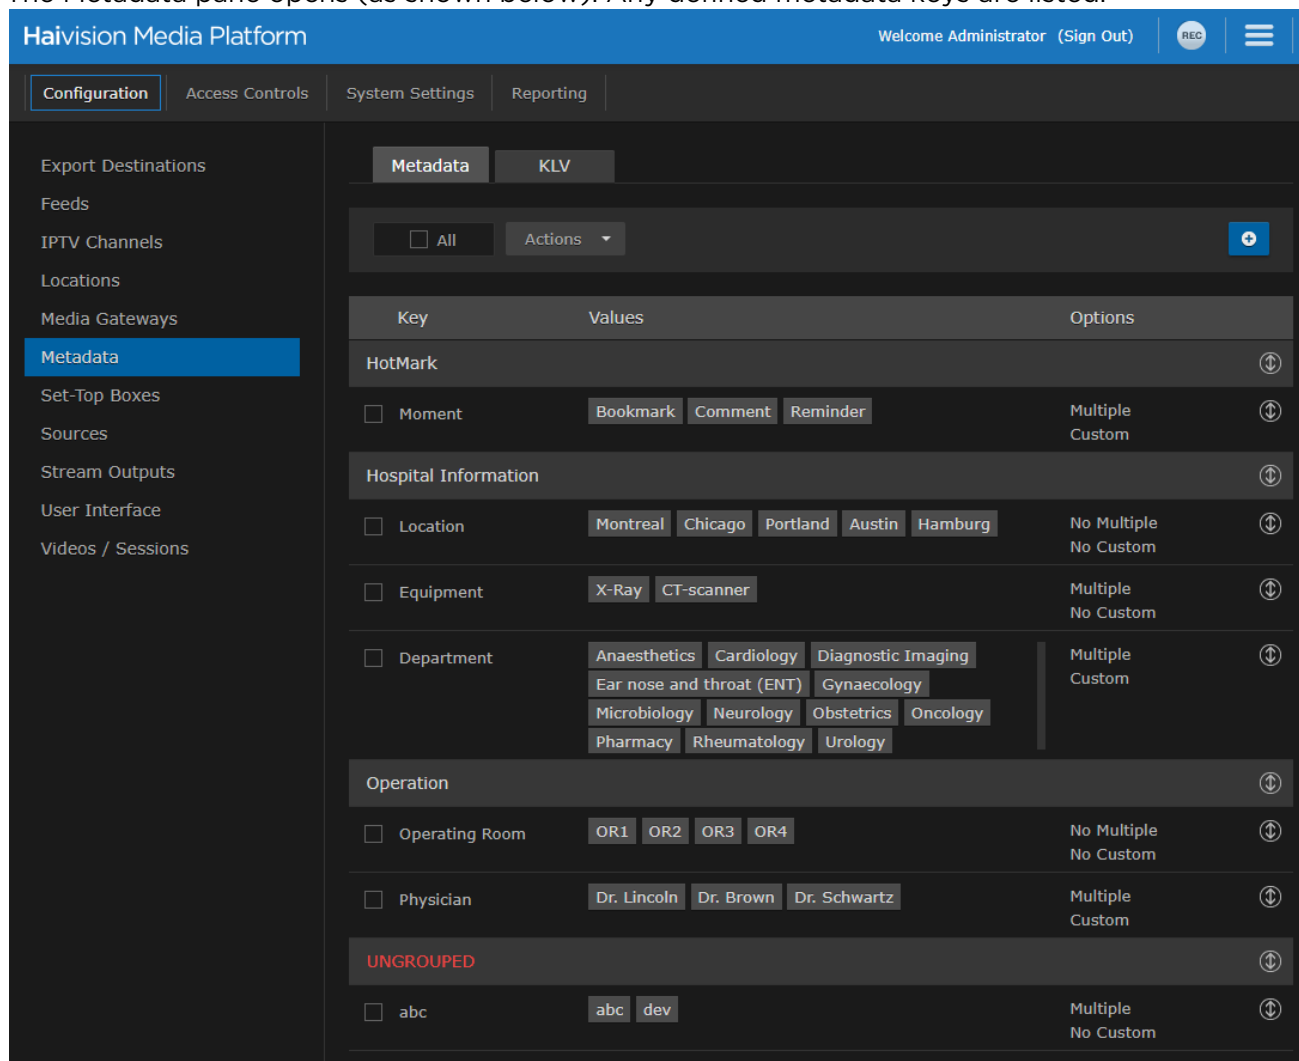 The Metadata pane opens (as shown below). Any defined metadata keys are listed.
Haivision Media Platform
Welcome Administrator (Sign Out)
REC
Configuration
Access Controls
System Settings
Reporting
Export Destinations
Feeds
IPTV Channels
Locations
Media Gateways
Metadata
Set-Top Boxes
Sources
Stream Outputs
User Interface
Videos / Sessions
Metadata
KLV
All
Actions
Key Values Options
HotMark
Moment Bookmark Comment Reminder Multiple
Custom
Hospital Information
Location Montreal Chicago Portland Austin Hamburg No Multiple
No Custom
Equipment X-Ray CT-scanner Multiple
No Custom
Department Anaesthetics Cardiology Diagnostic Imaging Multiple
Ear nose and throat (ENT) Gynaecology Custom
Microbiology Neurology Obstetrics Oncology
Pharmacy Rheumatology Urology
Operation
Operating Room OR1 OR2 OR3 OR4 No Multiple
No Custom
Physician Dr. Lincoln Dr. Brown Dr. Schwartz Multiple
Custom
UNGROUPED
abc abc dev Multiple
No Custom